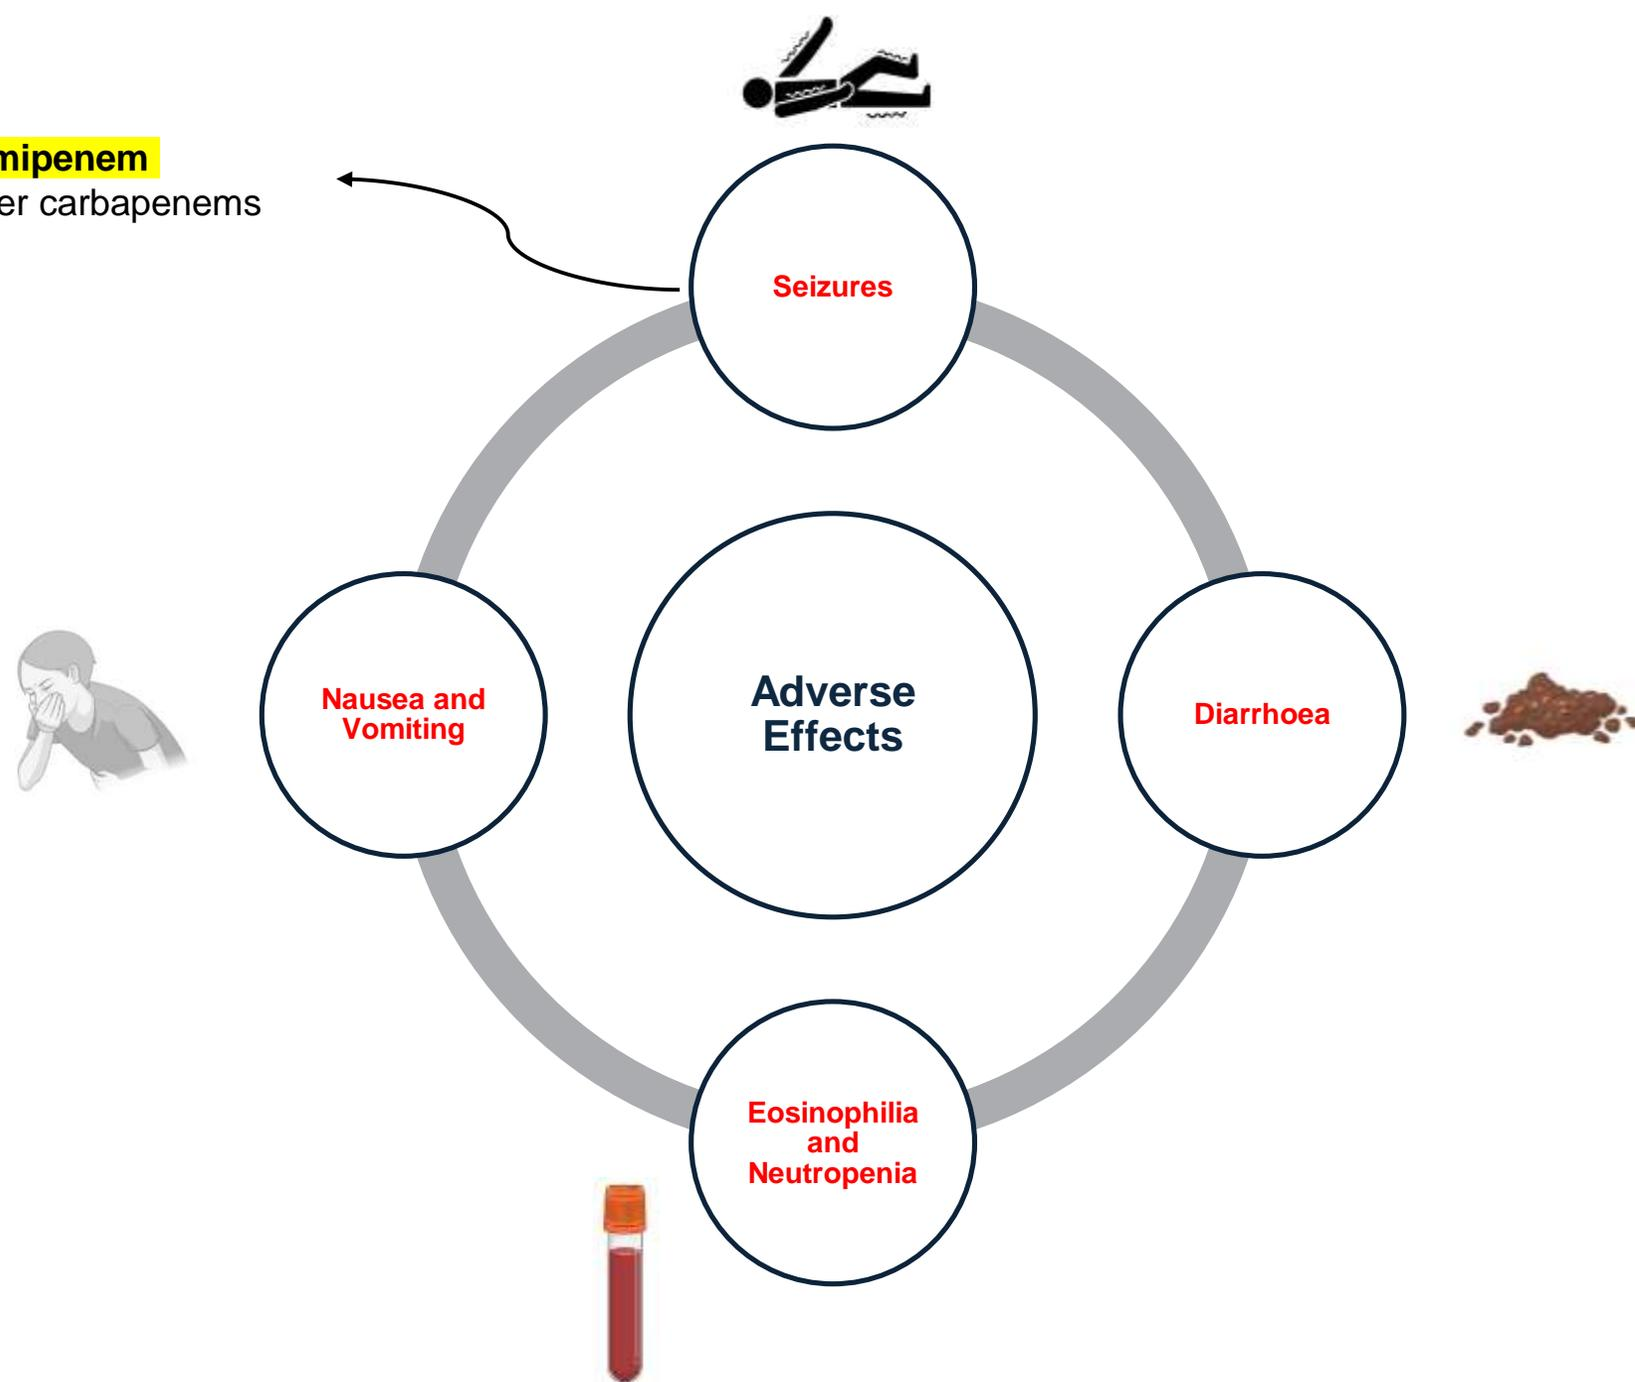 mipenem
er carbapenems
Seizures
Nausea and
Vomiting
Adverse
Effects
Diarrhoea
Eosinophilia
and
Neutropenia